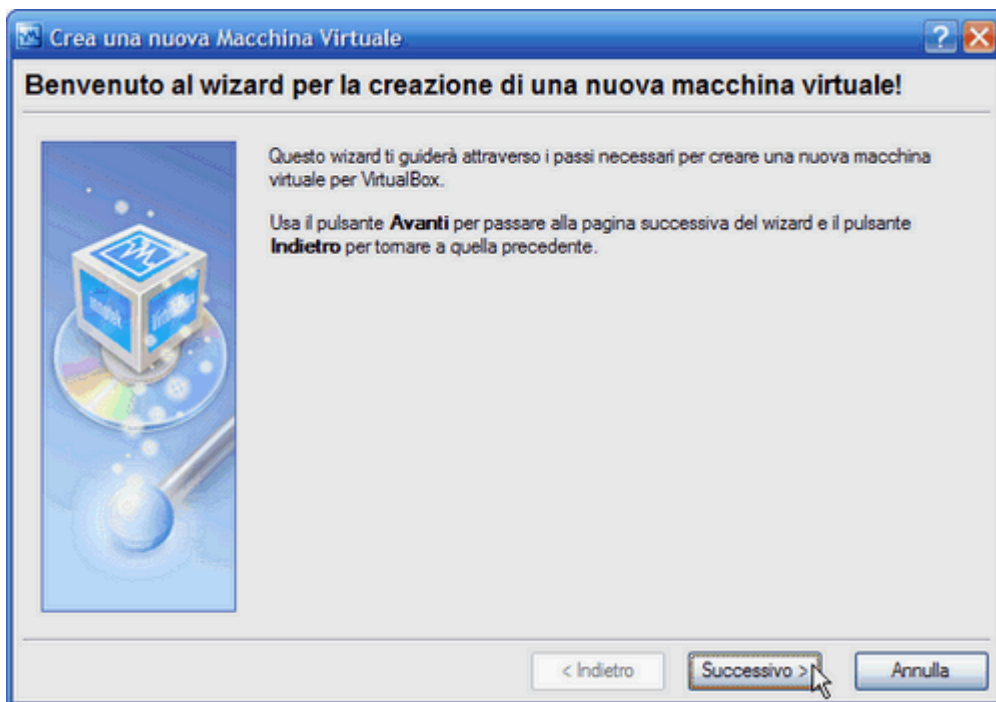 Crea una nuova Macchina Virtuale
Benvenuto al wizard per la creazione di una nuova macchina virtuale!
Questo wizard ti guiderà attraverso i passi necessari per creare una nuova macchina
virtuale per VirtualBox.
Usa il pulsante Avanti per passare alla pagina successiva del wizard e il pulsante
Indietro per tornare a quella precedente.
innotek
< Indietro
Successivo >
Annulla